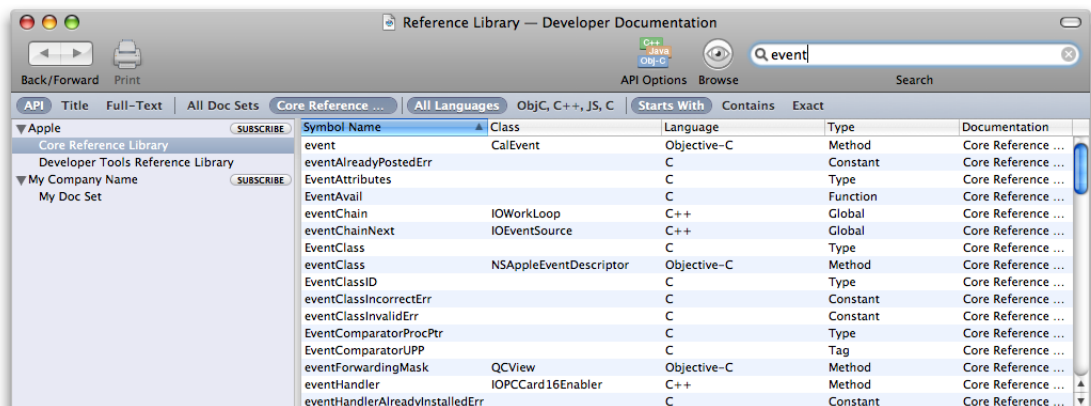 Reference Library — Developer Documentation
C++
Java
Obj-C
event
Back/Forward Print API Options Browse Search
API Title Full-Text All Doc Sets Core Reference ... All Languages ObjC, C++, JS, C Starts With Contains Exact
Apple SUBSCRIBE Symbol Name Class Language Type Documentation
Core Reference Library event CalEvent Objective-C Method Core Reference ...
Developer Tools Reference Library eventAlreadyPostedErr C Constant Core Reference ...
My Company Name SUBSCRIBE EventAttributes C Type Core Reference ...
My Doc Set EventAvail C Function Core Reference ...
eventChain IOWorkLoop C++ Global Core Reference ...
eventChainNext IOEventSource C++ Global Core Reference ...
EventClass C Type Core Reference ...
eventClass NSAppleEventDescriptor Objective-C Method Core Reference ...
EventClassID C Type Core Reference ...
eventClassIncorrectErr C Constant Core Reference ...
eventClassInvalidErr C Constant Core Reference ...
EventComparatorProcPtr C Type Core Reference ...
EventComparatorUPP C Tag Core Reference ...
eventForwardingMask QCView Objective-C Method Core Reference ...
eventHandler IOPCCard16Enabler C++ Method Core Reference ...
eventHandlerAlreadyInstalledErr C Constant Core Reference ...